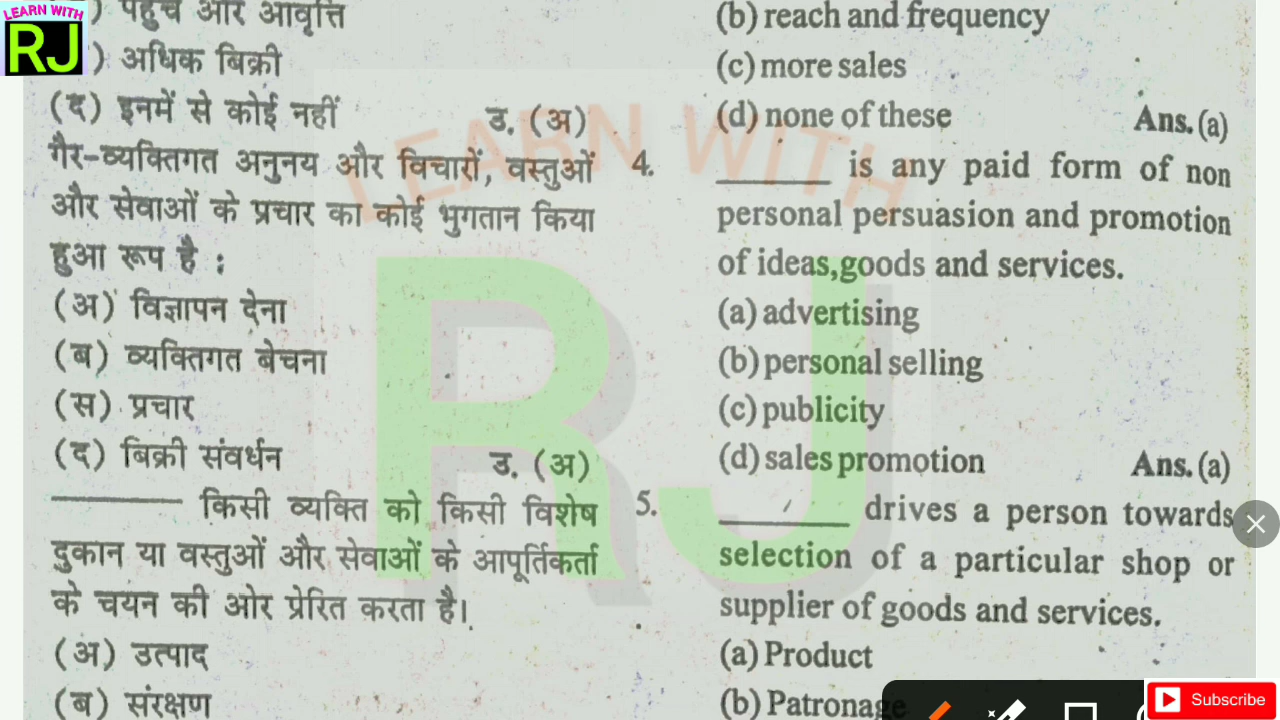 LEARN WITH
RJ
) पहुंच और आवृत्ति
) अधिक बिक्री
(द) इनमें से कोई नहीं उ. (अ)
गैर-व्यक्तिगत अनुनय और विचारों, वस्तुओं
और सेवाओं के प्रचार का कोई भुगतान किया
हुआ रूप है :
(अ) विज्ञापन देना
(ब) व्यक्तिगत बेचना
(स) प्रचार
(द) बिक्री संवर्धन उ. (अ)
________ किसी व्यक्ति को किसी विशेष
दुकान या वस्तुओं और सेवाओं के आपूर्तिकर्ता
के चयन की ओर प्रेरित करता है।
(अ) उत्पाद
(ब) संरक्षण
(b) reach and frequency
(c) more sales
(d) none of these Ans. (a)
4. ________ is any paid form of non
personal persuasion and promotion
of ideas,goods and services.
(a) advertising
(b) personal selling
(c) publicity
(d) sales promotion Ans. (a)
5. ________ drives a person towards
selection of a particular shop or
supplier of goods and services.
(a) Product
(b) Patronage
LEARN WITH
RJ
Subscribe